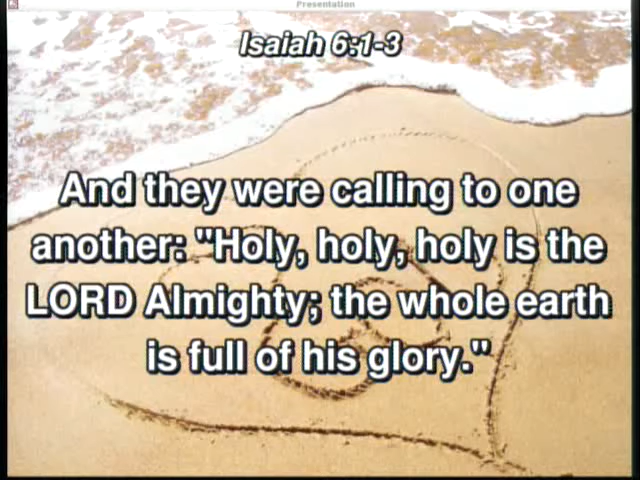 Presentation
Isaiah 6:1-3
And they were calling to one
another: "Holy, holy, holy is the
LORD Almighty; the whole earth
is full of his glory."